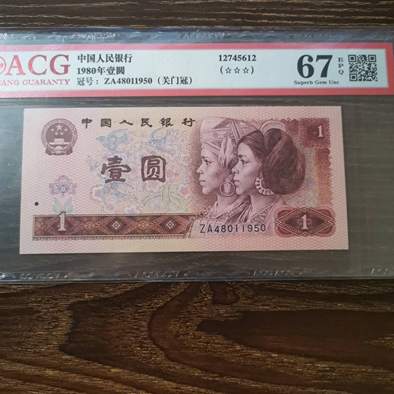 ACG
ANG GUARANTY
中国人民银行
1980年壹圆
冠号：ZA48011950（关门冠）
12745612
(☆☆☆)
67 EPQ
Superb Gem Unc
中国人民银行
1
壹圆
1
1
ZA48011950